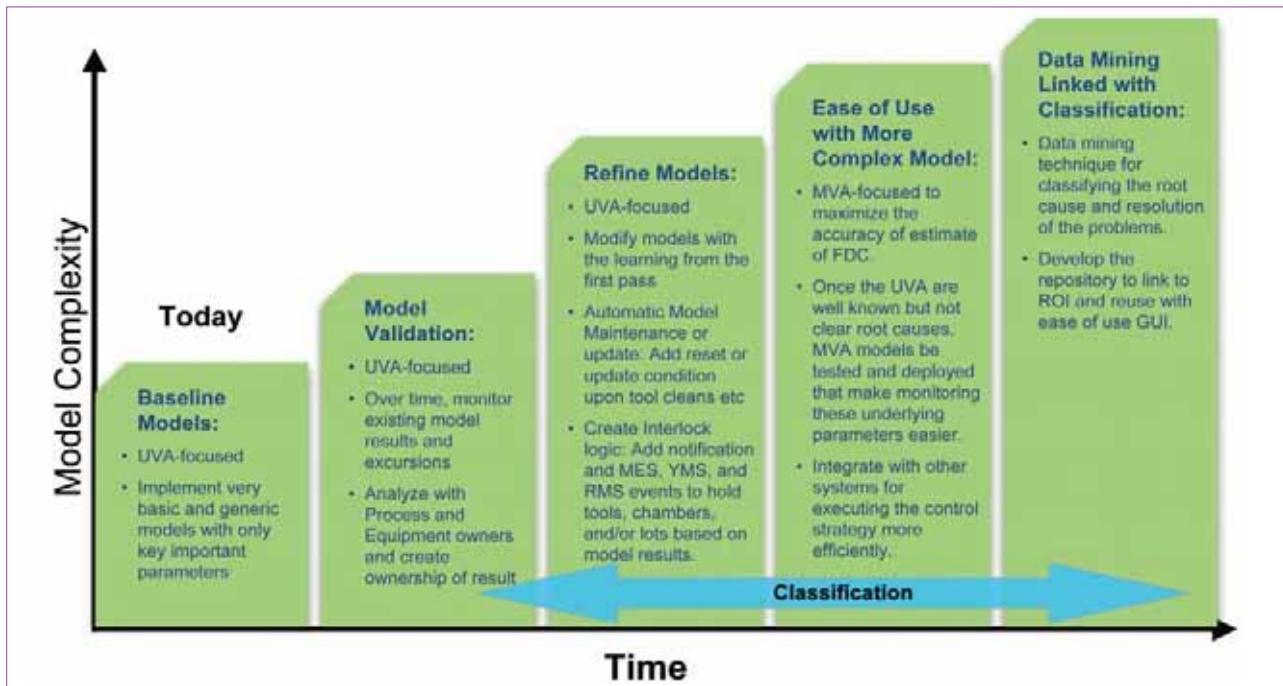 Model Complexity
Today
Baseline
Models:
• UVA-focused
• Implement very
basic and generic
models with only
key important
parameters
Model
Validation:
• UVA-focused
• Over time, monitor
existing model
results and
excursions
• Analyze with
Process and
Equipment owners
and create
ownership of result
Refine Models:
• UVA-focused
• Modify models with
the learning from the
first pass
• Automatic Model
Maintenance or
update: Add reset or
update condition
upon tool cleans etc
• Create Interlock
logic: Add notification
and MES, YMS, and
RMS events to hold
tools, chambers,
and/or lots based on
model results.
Ease of Use
with More
Complex Model:
• MVA-focused to
maximize the
accuracy of estimate
of FDC.
• Once the UVA are
well known but not
clear root causes,
MVA models be
tested and deployed
that make monitoring
these underlying
parameters easier.
• Integrate with other
systems for
executing the control
strategy more
efficiently.
Data Mining
Linked with
Classification:
• Data mining
technique for
classifying the root
cause and resolution
of the problems.
• Develop the
repository to link to
ROI and reuse with
ease of use GUI.
Classification
Time